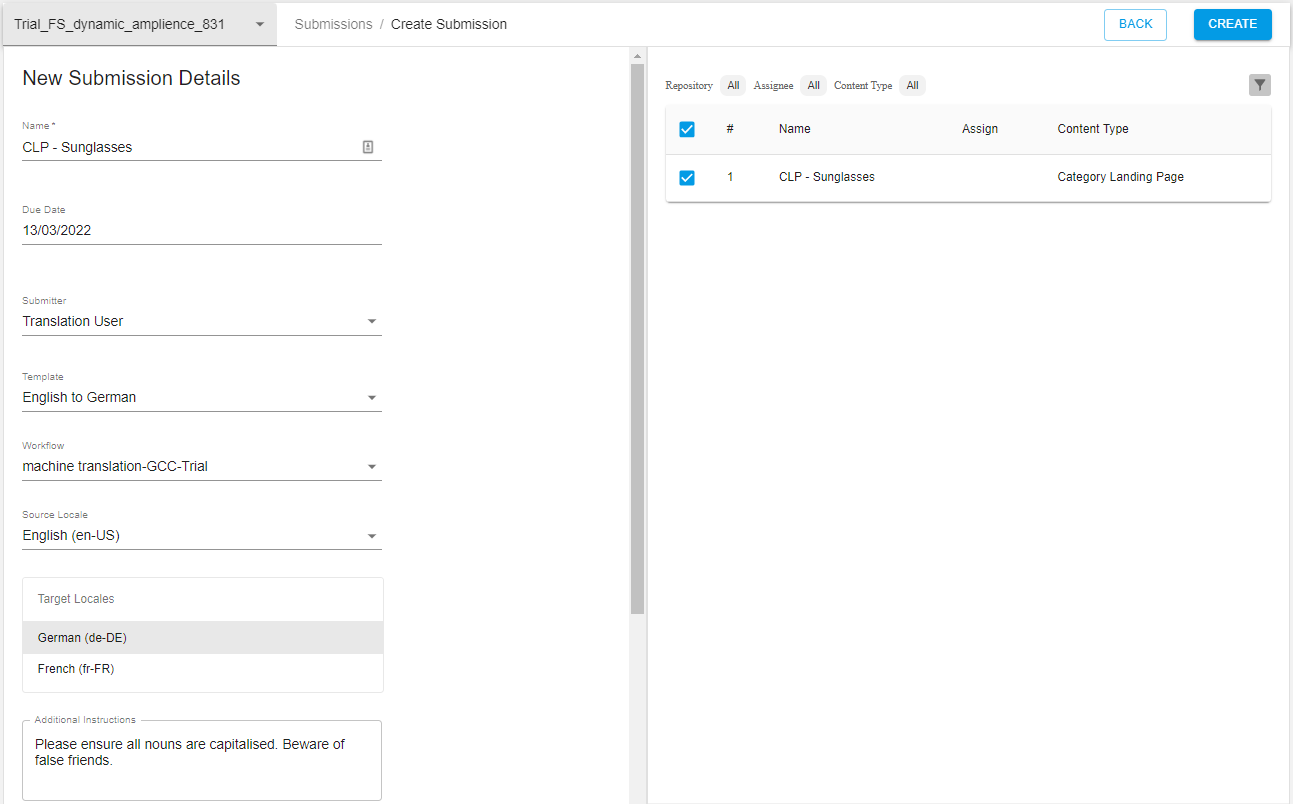 Trial_FS_dynamic_amplience_831
Submissions / Create Submission
BACK
CREATE
New Submission Details
Name *
CLP - Sunglasses
Due Date
13/03/2022
Submitter
Translation User
Template
English to German
Workflow
machine translation-GCC-Trial
Source Locale
English (en-US)
Target Locales
German (de-DE)
French (fr-FR)
Additional Instructions
Please ensure all nouns are capitalised. Beware of
false friends.
Repository All Assignee All Content Type All
# Name Assign Content Type
1 CLP - Sunglasses Category Landing Page